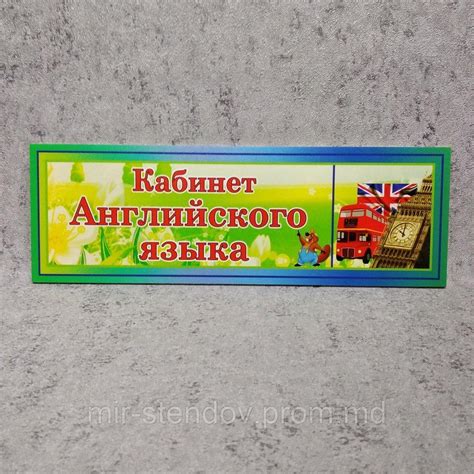 Кабинет
Английского
языка
mir-stendov.prom.md